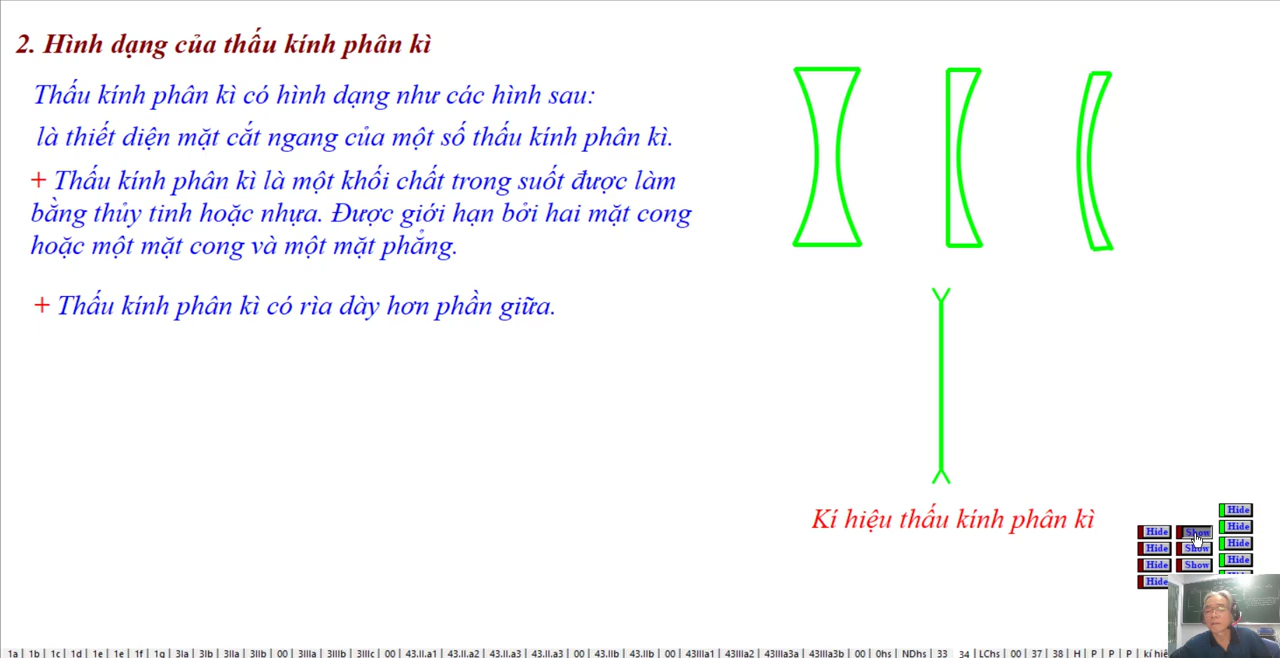 2. Hình dạng của thấu kính phân kì
Thấu kính phân kì có hình dạng như các hình sau:
là thiết diện mặt cắt ngang của một số thấu kính phân kì.
+ Thấu kính phân kì là một khối chất trong suốt được làm
bằng thủy tinh hoặc nhựa. Được giới hạn bởi hai mặt cong
hoặc một mặt cong và một mặt phẳng.
+ Thấu kính phân kì có rìa dày hơn phần giữa.
Kí hiệu thấu kính phân kì
Hide
Hide Show Hide
Hide Show Hide
Hide Show Hide
Hide
1a | 1b | 1c | 1d | 1e | 1e | 1f | 1g | 3Ia | 3Ib | 3IIb | 00 | 3IIIa | 3IIIb | 3IIIc | 00 | 43.II.a1 | 43.II.a2 | 43.II.a3 | 43.II.a3 | 00 | 43.IIb | 43.IIb | 00 | 43IIIa1 | 43IIIa2 | 43IIIa3a | 43IIIa3b | 00 | 0hs | NDhs | 33 | 34 | LChs | 00 | 37 | 38 | H | P | P | P | kí hiệ